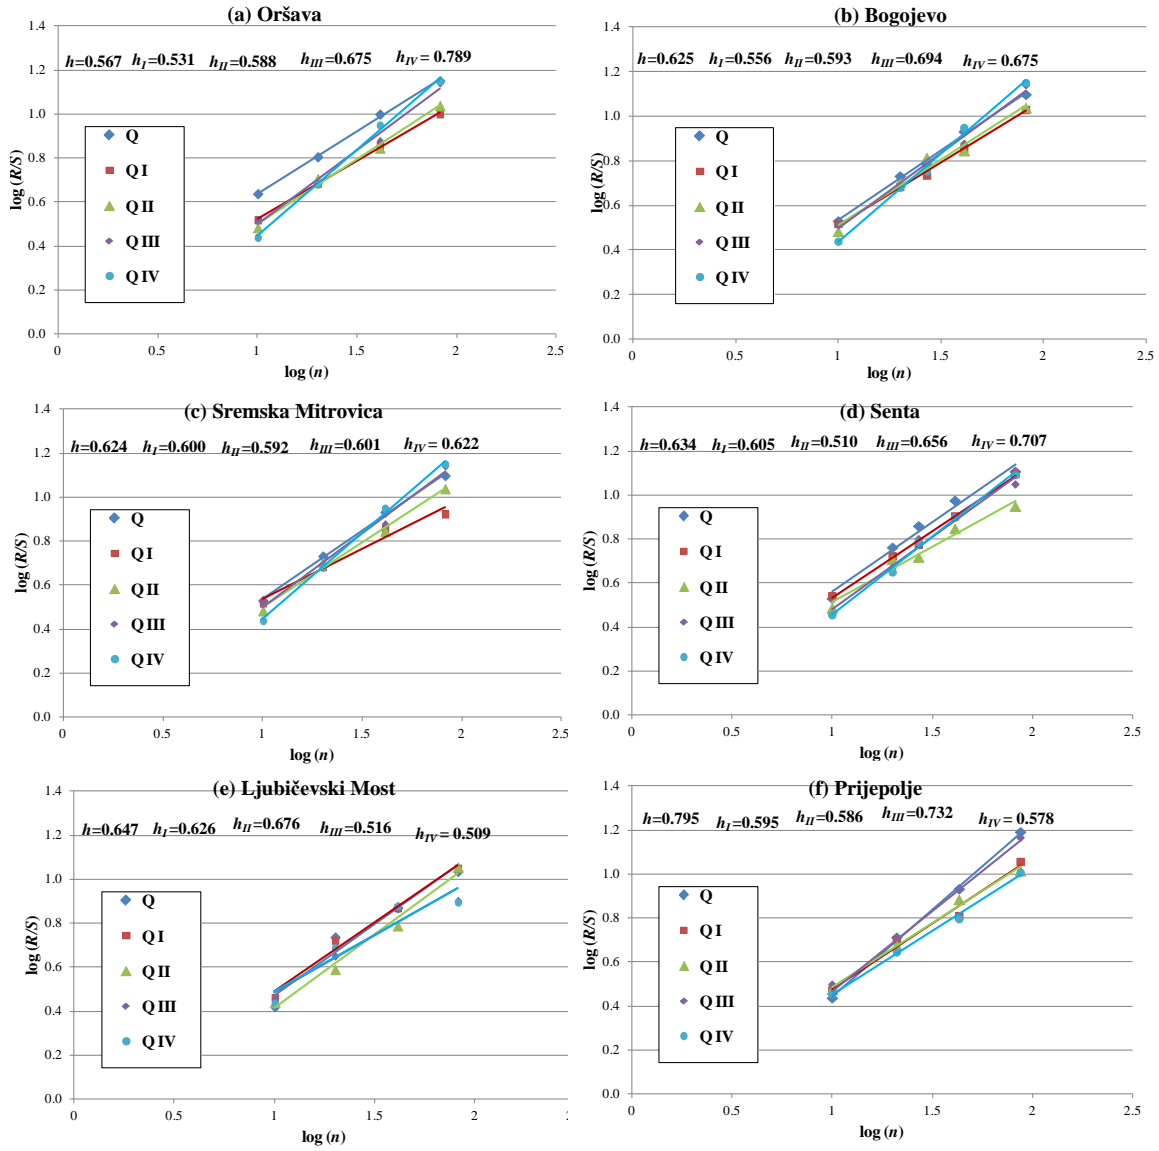 (a) Oršava
h=0.567 hI=0.531 hII=0.588 hIII=0.675 hIV= 0.789
1.4
1.2
1.0
0.8
0.6
0.4
0.2
0.0
log (R/S)
Q
Q I
Q II
Q III
Q IV
0 0.5 1 1.5 2 2.5
log (n)
(b) Bogojevo
h=0.625 hI=0.556 hII=0.593 hIII=0.694 hIV= 0.675
1.4
1.2
1.0
0.8
0.6
0.4
0.2
0.0
log (R/S)
Q
Q I
Q II
Q III
Q IV
0 0.5 1 1.5 2 2.5
log (n)
(c) Sremska Mitrovica
h=0.624 hI=0.600 hII=0.592 hIII=0.601 hIV= 0.622
1.4
1.2
1.0
0.8
0.6
0.4
0.2
0.0
log (R/S)
Q
Q I
Q II
Q III
Q IV
0 0.5 1 1.5 2 2.5
log (n)
(d) Senta
h=0.634 hI=0.605 hII=0.510 hIII=0.656 hIV= 0.707
1.4
1.2
1.0
0.8
0.6
0.4
0.2
0.0
log (R/S)
Q
Q I
Q II
Q III
Q IV
0 0.5 1 1.5 2 2.5
log (n)
(e) Ljubičevski Most
h=0.647 hI=0.626 hII=0.676 hIII=0.516 hIV=0.509
1.4
1.2
1.0
0.8
0.6
0.4
0.2
0.0
log (R/S)
Q
Q I
Q II
Q III
Q IV
0 0.5 1 1.5 2
log (n)
(f) Prijepolje
h=0.795 hI=0.595 hII=0.586 hIII=0.732 hIV= 0.578
1.4
1.2
1.0
0.8
0.6
0.4
0.2
0.0
log (R/S)
Q
Q I
Q II
Q III
Q IV
0 0.5 1 1.5 2 2.5
log (n)